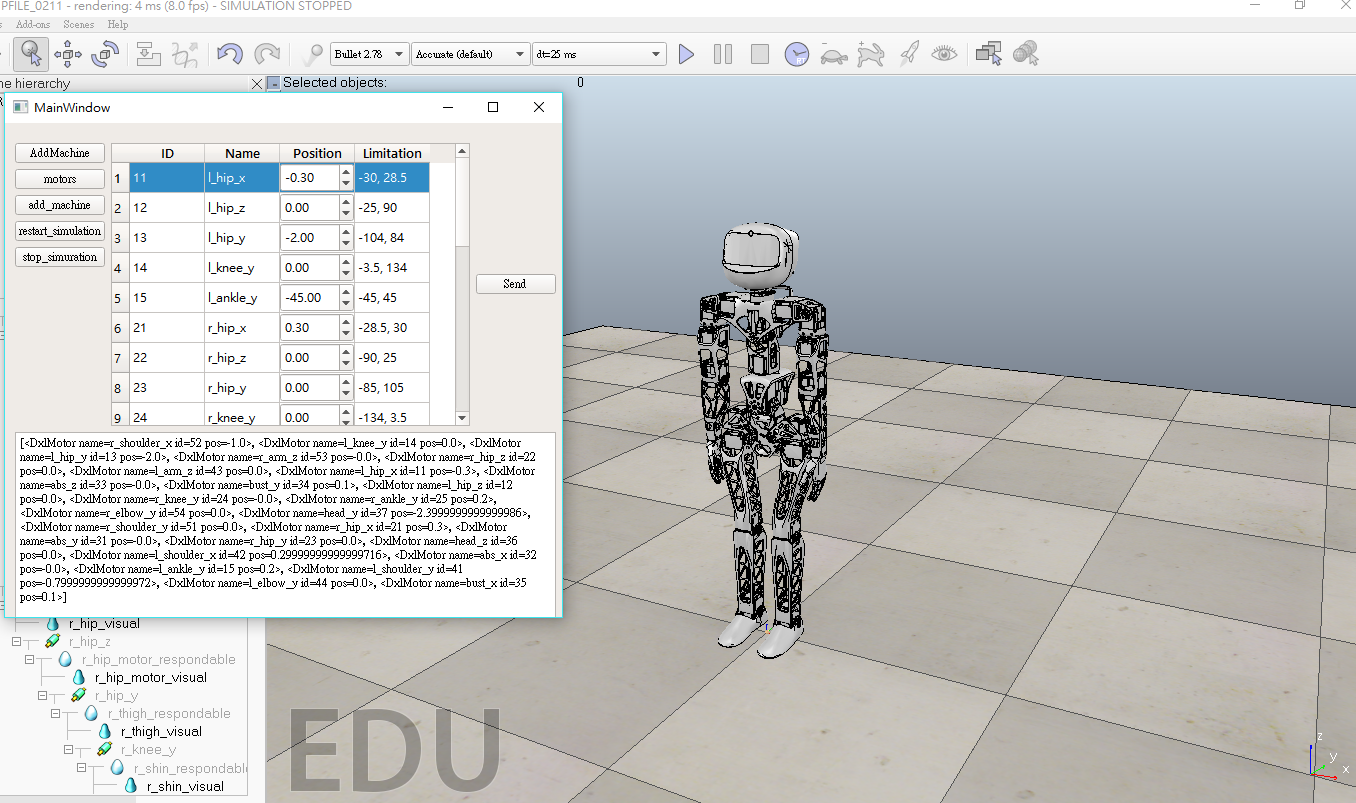 PFILE_0211 - rendering: 4 ms (8.0 fps) - SIMULATION STOPPED
Add-ons Scenes Help
Bullet 2.78 Accurate (default) dt=25 ms RT
ne hierarchy
Selected objects: 0
MainWindow
AddMachine
motors
add_machine
restart_simulation
stop_simuration
ID Name Position Limitation
1 11 l_hip_x -0.30 -30, 28.5
2 12 l_hip_z 0.00 -25, 90
3 13 l_hip_y -2.00 -104, 84
4 14 l_knee_y 0.00 -3.5, 134
5 15 l_ankle_y -45.00 -45, 45
6 21 r_hip_x 0.30 -28.5, 30
7 22 r_hip_z 0.00 -90, 25
8 23 r_hip_y 0.00 -85, 105
9 24 r_knee_y 0.00 -134, 3.5
Send
[<DxlMotor name=r_shoulder_x id=52 pos=-1.0>, <DxlMotor name=l_knee_y id=14 pos=0.0>, <DxlMotor
name=l_hip_y id=13 pos=-2.0>, <DxlMotor name=r_arm_z id=53 pos=-0.0>, <DxlMotor name=r_hip_z id=22
pos=0.0>, <DxlMotor name=l_arm_z id=43 pos=0.0>, <DxlMotor name=l_hip_x id=11 pos=-0.3>, <DxlMotor
name=abs_z id=33 pos=-0.0>, <DxlMotor name=bust_y id=34 pos=0.1>, <DxlMotor name=l_hip_z id=12
pos=0.0>, <DxlMotor name=r_knee_y id=24 pos=-0.0>, <DxlMotor name=r_ankle_y id=25 pos=0.2>,
<DxlMotor name=r_elbow_y id=54 pos=0.0>, <DxlMotor name=head_y id=37 pos=-2.3999999999999986>,
<DxlMotor name=r_shoulder_y id=51 pos=0.0>, <DxlMotor name=r_hip_x id=21 pos=0.3>, <DxlMotor
name=abs_y id=31 pos=-0.0>, <DxlMotor name=r_hip_y id=23 pos=0.0>, <DxlMotor name=head_z id=36
pos=0.0>, <DxlMotor name=l_shoulder_x id=42 pos=0.29999999999999716>, <DxlMotor name=abs_x id=32
pos=-0.0>, <DxlMotor name=l_ankle_y id=15 pos=0.2>, <DxlMotor name=l_shoulder_y id=41
pos=-0.7999999999999972>, <DxlMotor name=l_elbow_y id=44 pos=0.0>, <DxlMotor name=bust_x id=35
pos=0.1>]
r_hip_visual
r_hip_z
r_hip_motor_respondable
r_hip_motor_visual
r_hip_y
r_thigh_respondable
r_thigh_visual
r_knee_y
r_shin_respondabl
r_shin_visual
EDU
z
y
x